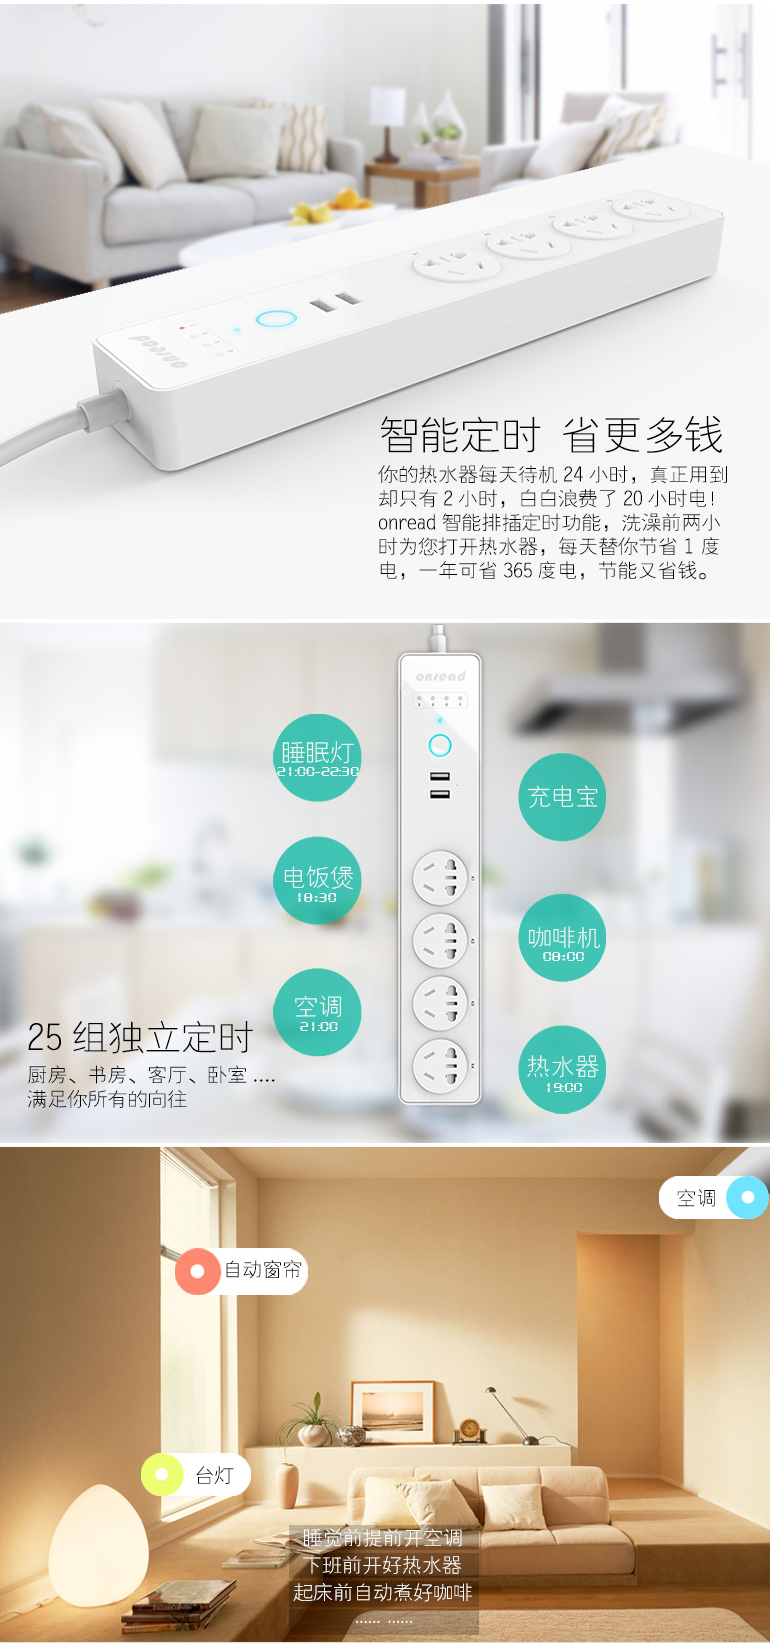 onread
智能定时 省更多钱
你的热水器每天待机 24 小时，真正用到
却只有 2 小时，白白浪费了 20 小时电！
onread 智能排插定时功能，洗澡前两小
时为您打开热水器，每天替你节省 1 度
电，一年可省 365 度电，节能又省钱。
onread
睡眠灯
21:00-22:30
充电宝
电饭煲
18:30
咖啡机
08:00
空调
21:00
热水器
19:00
25 组独立定时
厨房、书房、客厅、卧室 ....
满足你所有的向往
空调
自动窗帘
台灯
睡觉前提前开空调
下班前开好热水器
起床前自动煮好咖啡
...... ......